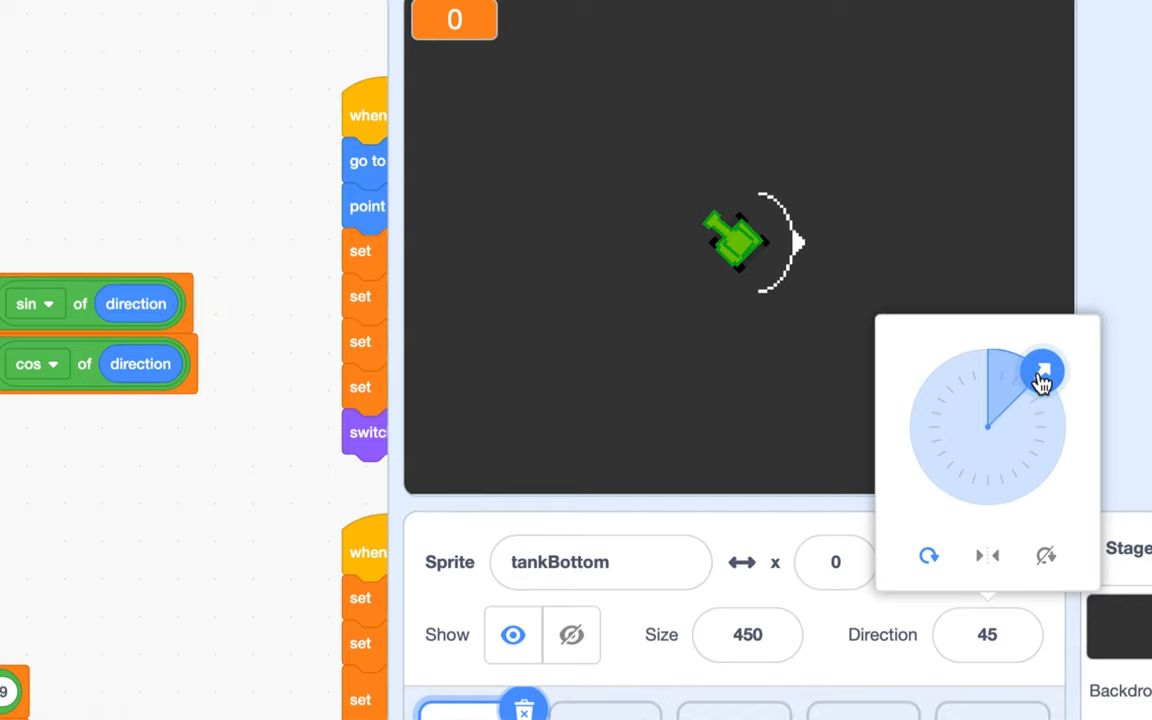 0
when
go to
point
set
set
set
set
switc
sin of direction
cos of direction
when
set
set
set
9
Sprite tankBottom x 0
Show Size 450 Direction 45
Stage
Backdro